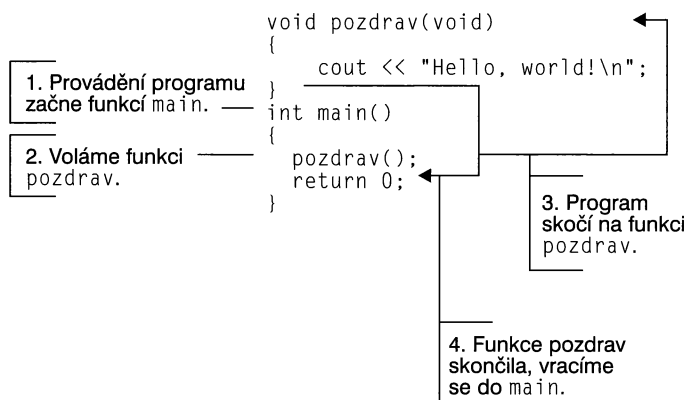 void pozdrav(void)
{
cout << "Hello, world!\n";
}
int main()
{
pozdrav();
return 0;
}
1. Provádění programu
začne funkcí main.
2. Voláme funkci
pozdrav.
3. Program
skočí na funkci
pozdrav.
4. Funkce pozdrav
skončila, vracíme
se do main.